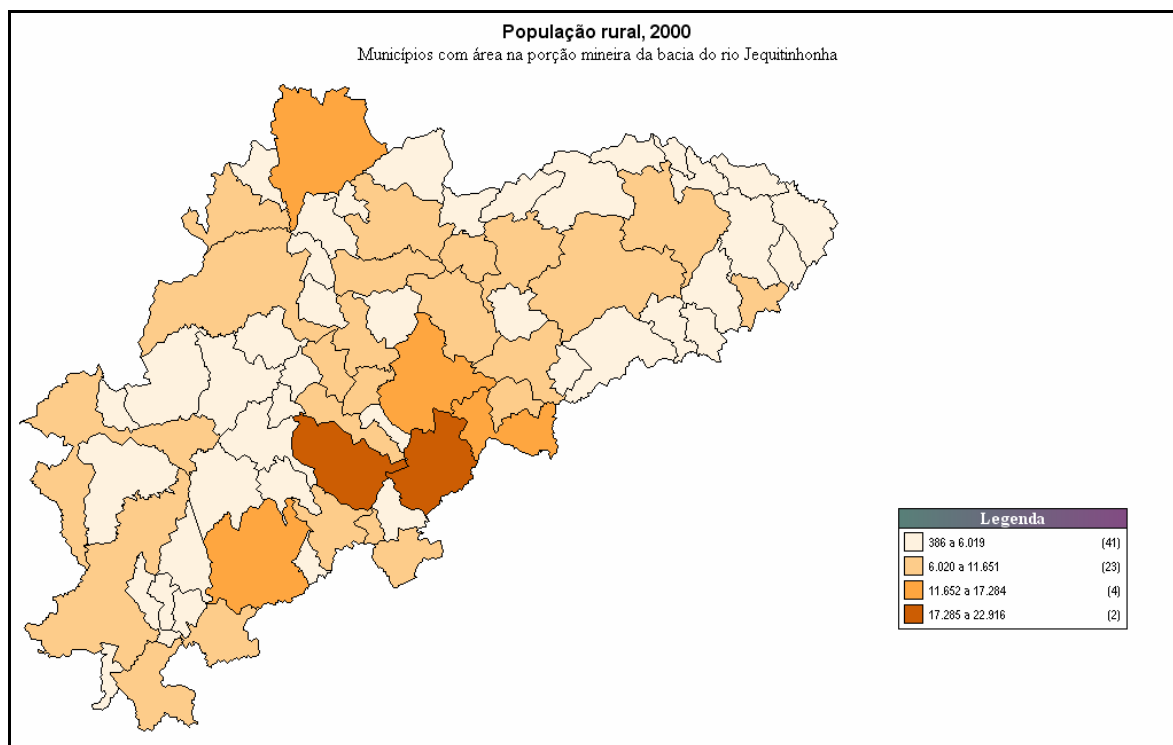 População rural, 2000
Municípios com área na porção mineira da bacia do rio Jequitinhonha
Legenda
386 a 6.019 (41)
6.020 a 11.651 (23)
11.652 a 17.284 (4)
17.285 a 22.916 (2)